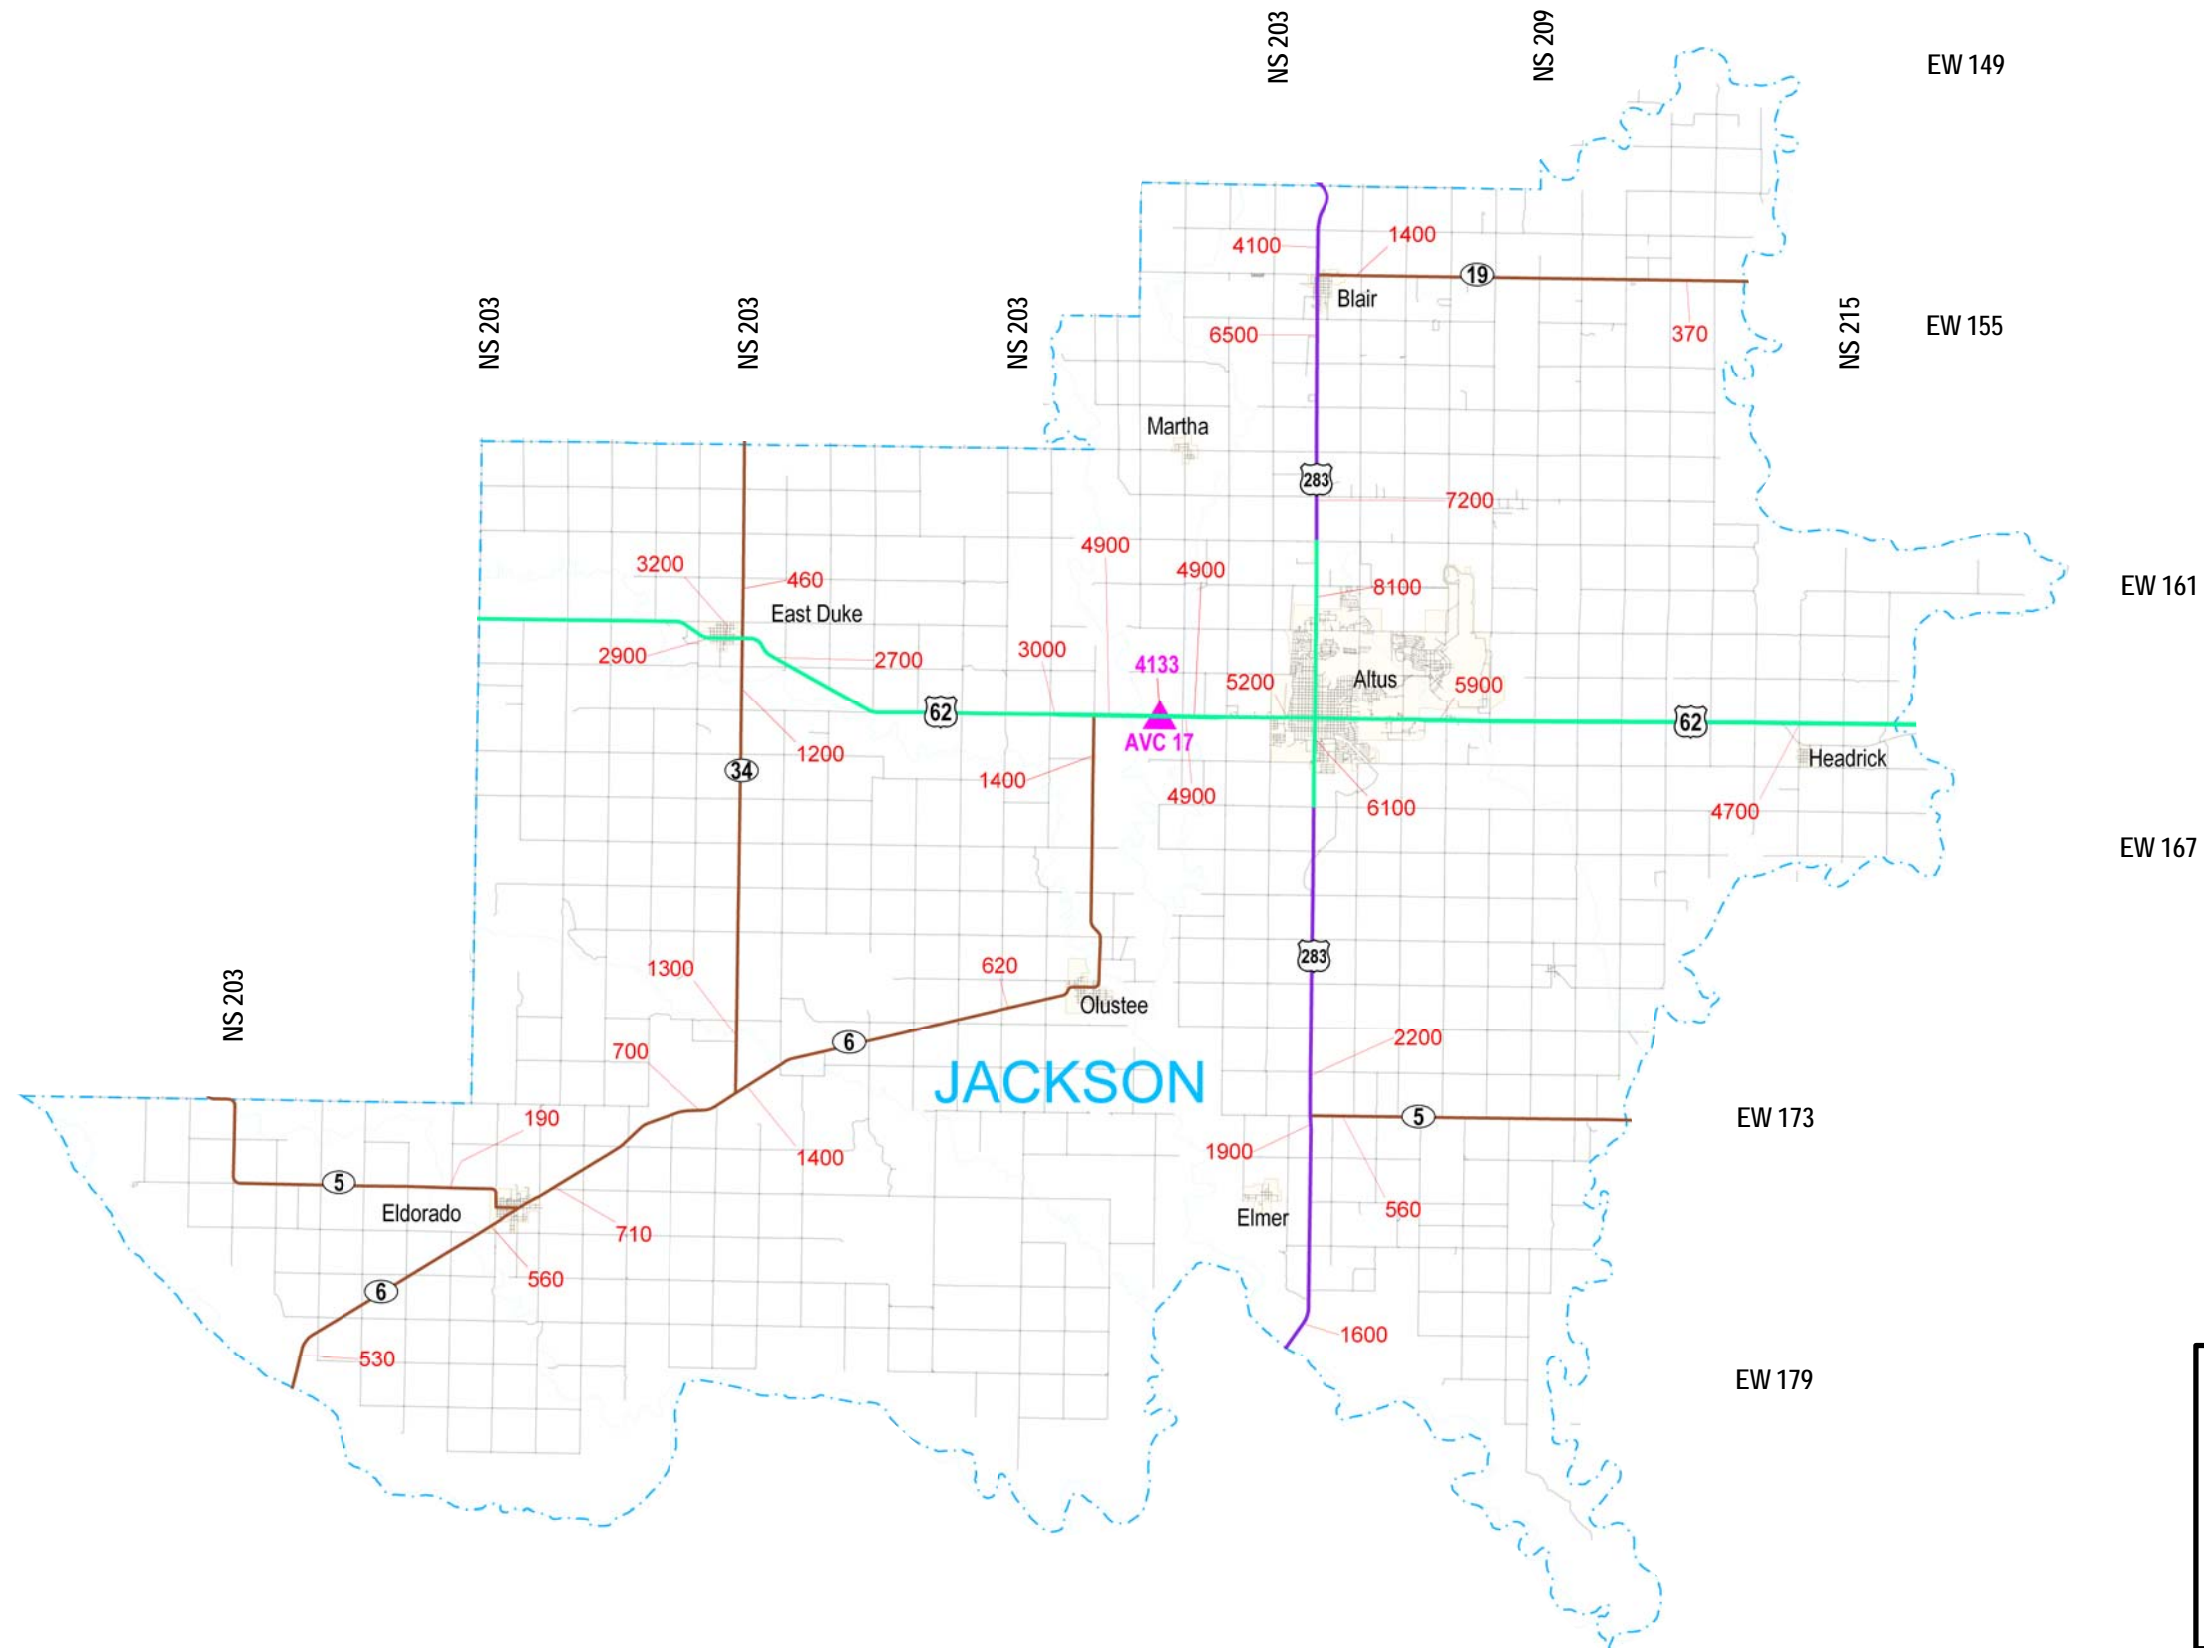 NS 203
NS 209
EW 149
4100
1400
19
Blair
NS 203
NS 203
NS 203
6500
370
NS 215
EW 155
Martha
283
7200
4900
3200
460
4900
8100
EW 161
East Duke
2900
2700
3000
4133
5200
Altus
5900
62
62
AVC 17
1200
34
1400
4900
6100
4700
Headrick
EW 167
1300
620
283
NS 203
Olustee
700
6
2200
JACKSON
190
1400
5
EW 173
1900
5
Eldorado
710
Elmer
560
560
6
530
1600
EW 179